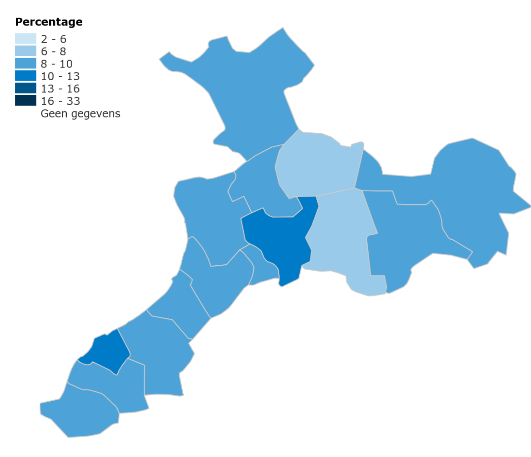 Percentage
2 - 6
6 - 8
8 - 10
10 - 13
13 - 16
16 - 33
Geen gegevens